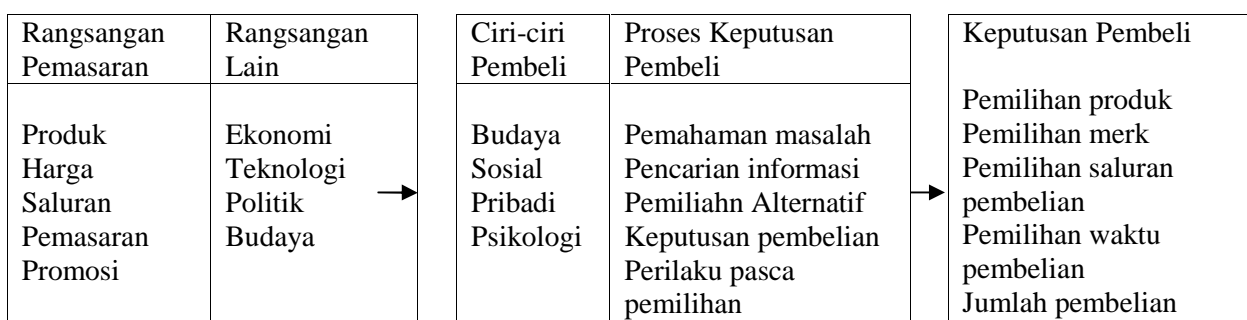 Rangsangan
Pemasaran
Produk
Harga
Saluran
Pemasaran
Promosi
Rangsangan
Lain
Ekonomi
Teknologi
Politik
Budaya
Ciri-ciri
Pembeli
Budaya
Sosial
Pribadi
Psikologi
Proses Keputusan
Pembeli
Pemahaman masalah
Pencarian informasi
Pemiliahn Alternatif
Keputusan pembelian
Perilaku pasca
pemilihan
Keputusan Pembeli
Pemilihan produk
Pemilihan merk
Pemilihan saluran
pembelian
Pemilihan waktu
pembelian
Jumlah pembelian